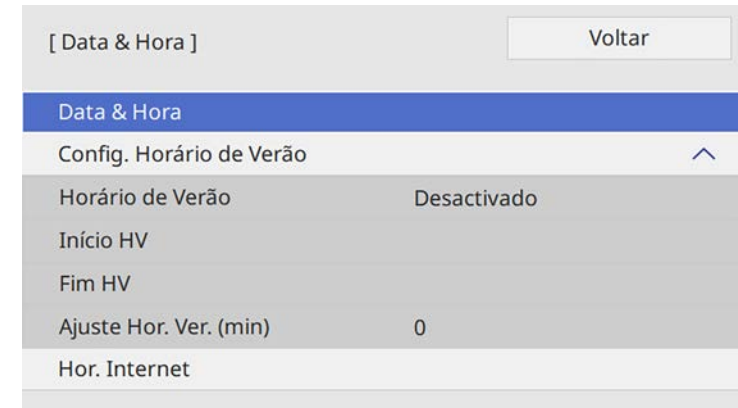 [ Data & Hora ] Voltar
Data & Hora
Config. Horário de Verão
Horário de Verão Desactivado
Início HV
Fim HV
Ajuste Hor. Ver. (min) 0
Hor. Internet